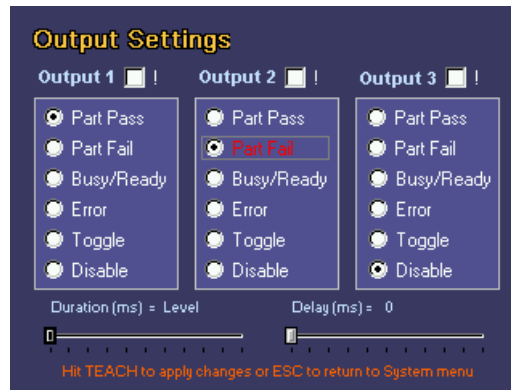 Output Settings
Output 1 ! Output 2 ! Output 3 !
Part Pass Part Pass Part Pass
Part Fail Part Fail Part Fail
Busy/Ready Busy/Ready Busy/Ready
Error Error Error
Toggle Toggle Toggle
Disable Disable Disable
Duration (ms) = Level Delay (ms) = 0
Hit TEACH to apply changes or ESC to return to System menu